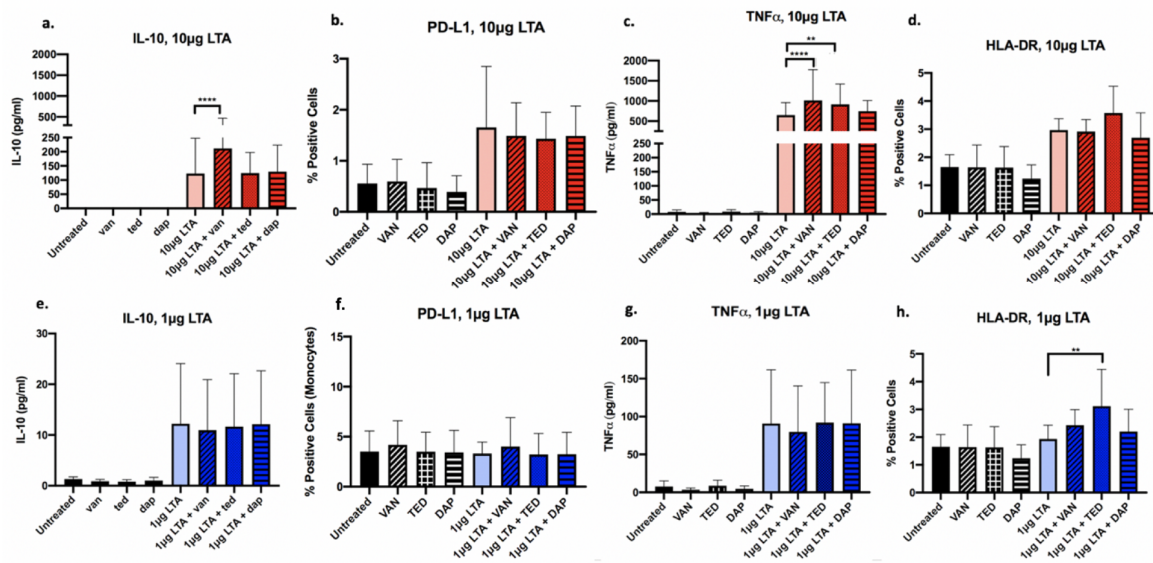 a.
IL-10, 10µg LTA
IL-10 (pg/ml)
2000
1500
1000
500
250
200
150
100
50
0
****
Untreated
van
ted
dap
10µg LTA
10µg LTA + van
10µg LTA + ted
10µg LTA + dap
b.
PD-L1, 10µg LTA
% Positive Cells
4
3
2
1
0
Untreated
VAN
TED
DAP
10µg LTA
10µg LTA + VAN
10µg LTA + TED
10µg LTA + DAP
c.
TNFα, 10µg LTA
TNFα (pg/ml)
2000
1500
1000
500
250
200
150
100
50
0
**
****
Untreated
VAN
TED
DAP
10µg LTA
10µg LTA + VAN
10µg LTA + TED
10µg LTA + DAP
d.
HLA-DR, 10µg LTA
% Positive Cells
5
4
3
2
1
0
Untreated
VAN
TED
DAP
10µg LTA
10µg LTA + VAN
10µg LTA + TED
10µg LTA + DAP
e.
IL-10, 1µg LTA
IL-10 (pg/ml)
30
20
10
0
Untreated
van
ted
dap
1µg LTA
1µg LTA + van
1µg LTA + ted
1µg LTA + dap
f.
PD-L1, 1µg LTA
% Positive Cells (Monocytes)
15
10
5
0
Untreated
VAN
TED
DAP
1µg LTA
1µg LTA + VAN
1µg LTA + TED
1µg LTA + DAP
g.
TNFα, 1µg LTA
TNFα (pg/ml)
200
150
100
50
0
Untreated
VAN
TED
DAP
1µg LTA
1µg LTA + VAN
1µg LTA + TED
1µg LTA + DAP
h.
HLA-DR, 1µg LTA
% Positive Cells
5
4
3
2
1
0
**
Untreated
VAN
TED
DAP
1µg LTA
1µg LTA + VAN
1µg LTA + TED
1µg LTA + DAP